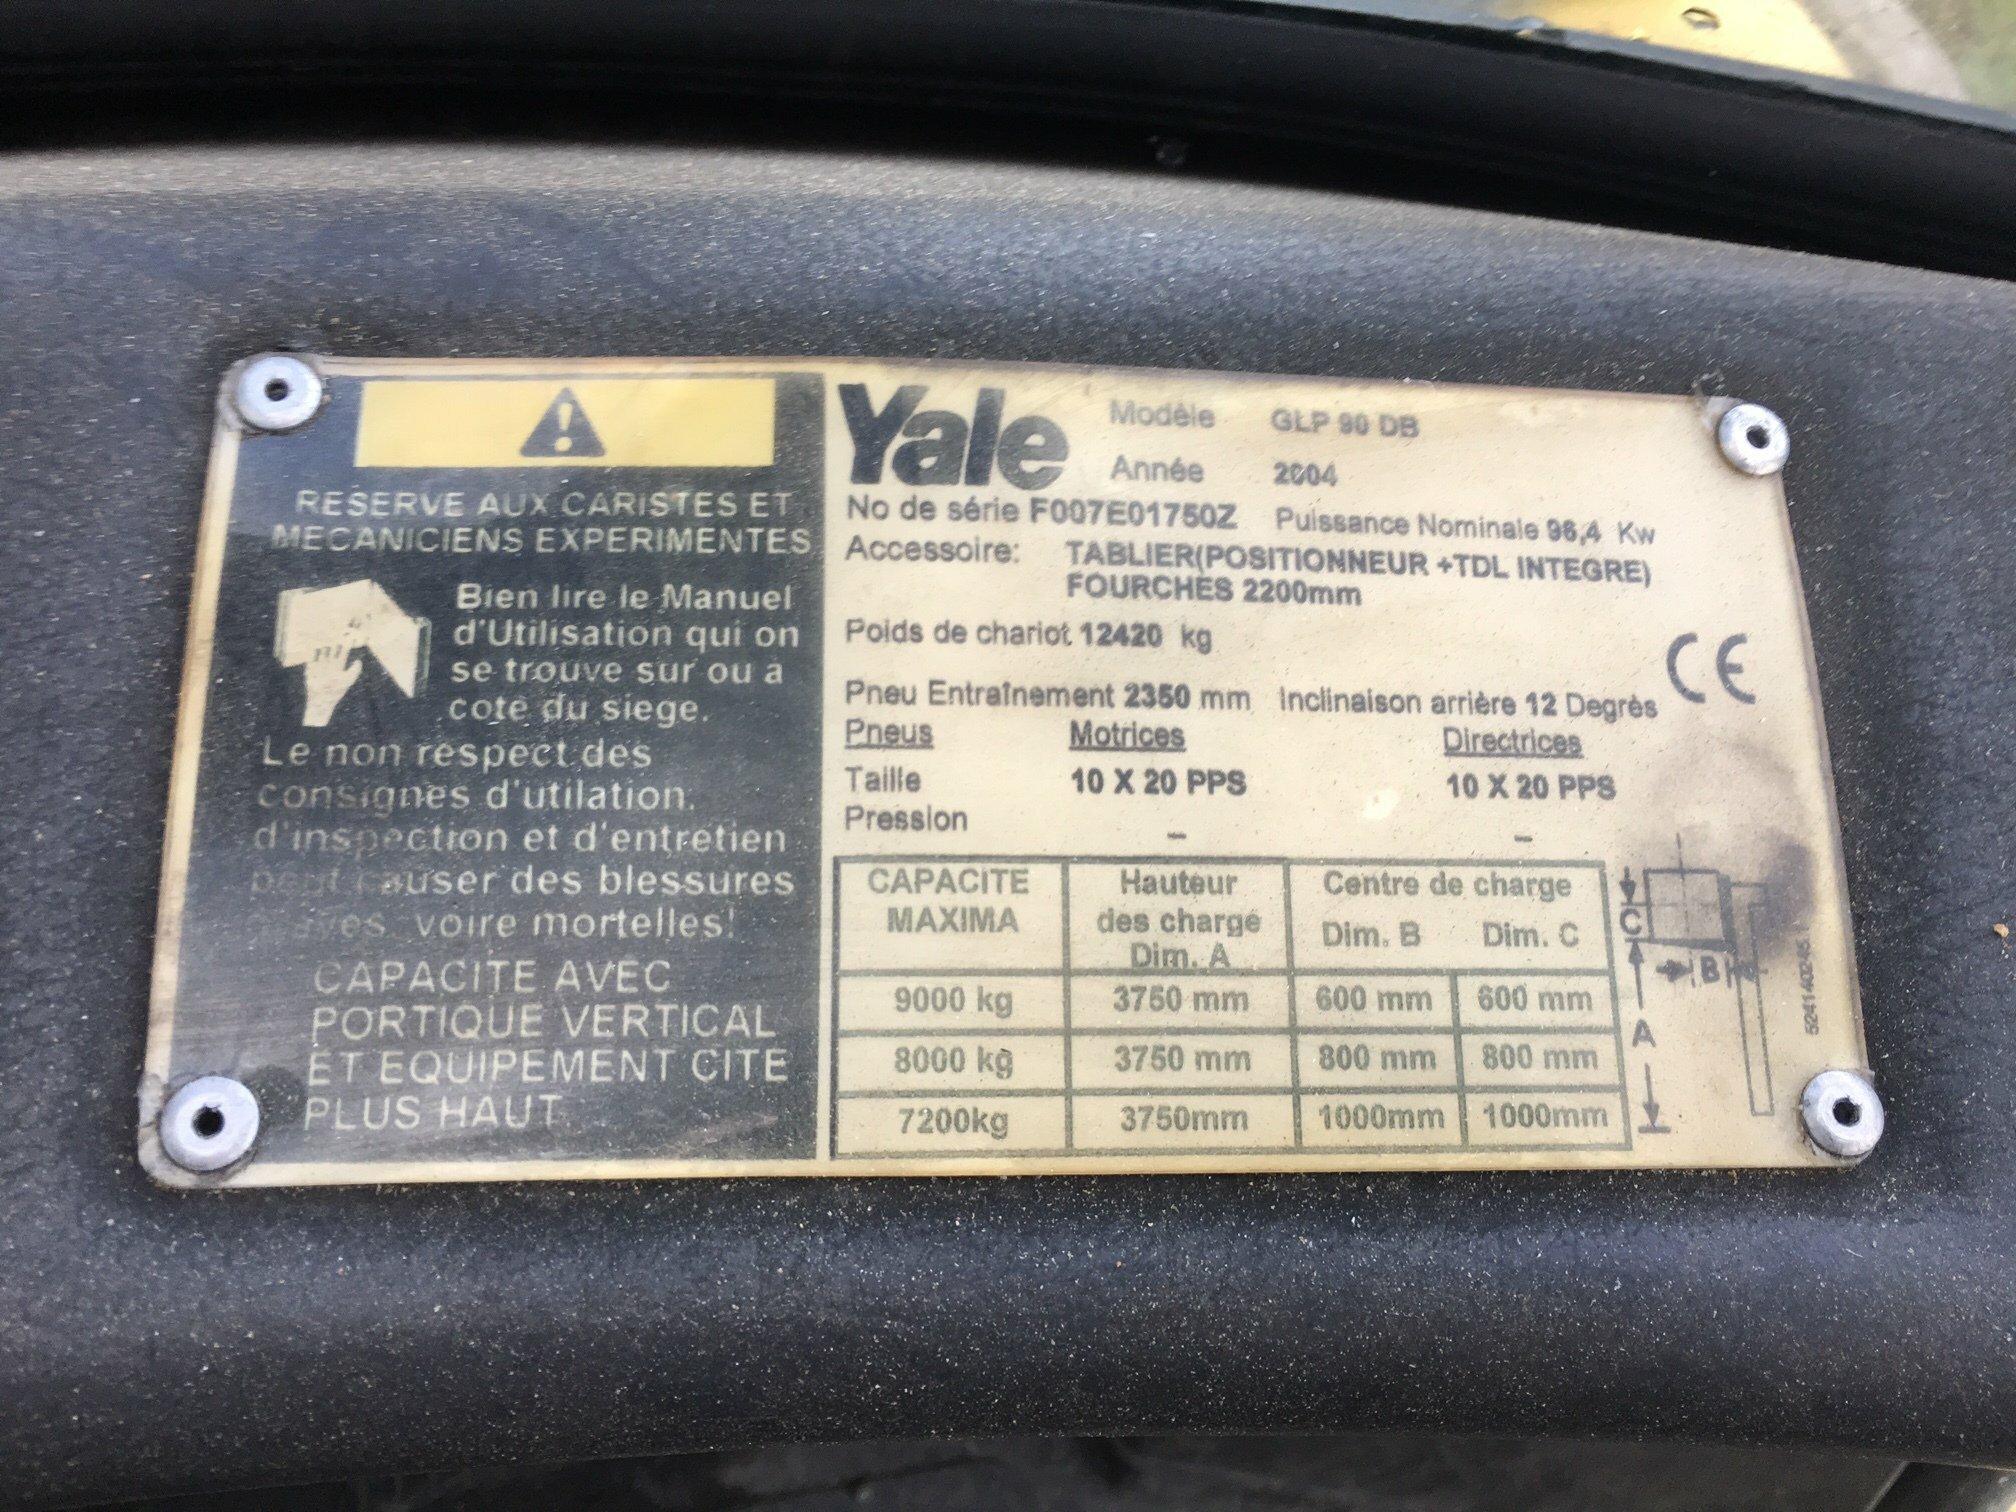 RESERVE AUX CARISTES ET
MECANICIENS EXPERIMENTES
Bien lire le Manuel
d'Utilisation qui on
se trouve sur ou a
cote du siege.
Le non respect des
consignes d'utilation.
d'inspection et d'entretien
peut causer des blessures
voire mortelles!
CAPACITE AVEC
PORTIQUE VERTICAL
ET EQUIPEMENT CITE
PLUS HAUT
Yale Modèle GLP 90 DB
Année 2004
No de série F007E01750Z Puissance Nominale 96,4 Kw
Accessoire: TABLIER(POSITIONNEUR +TDL INTEGRE)
FOURCHES 2200mm
Poids de chariot 12420 kg
CE
Pneu Entraînement 2350 mm Inclinaison arrière 12 Degrès
Pneus Motrices Directrices
Taille 10 X 20 PPS 10 X 20 PPS
Pression – –
CAPACITE MAXIMA Hauteur des charge Dim. A Centre de charge Dim. B Dim. C
9000 kg 3750 mm 600 mm 600 mm
8000 kg 3750 mm 800 mm 800 mm
7200kg 3750mm 1000mm 1000mm
C
B
A